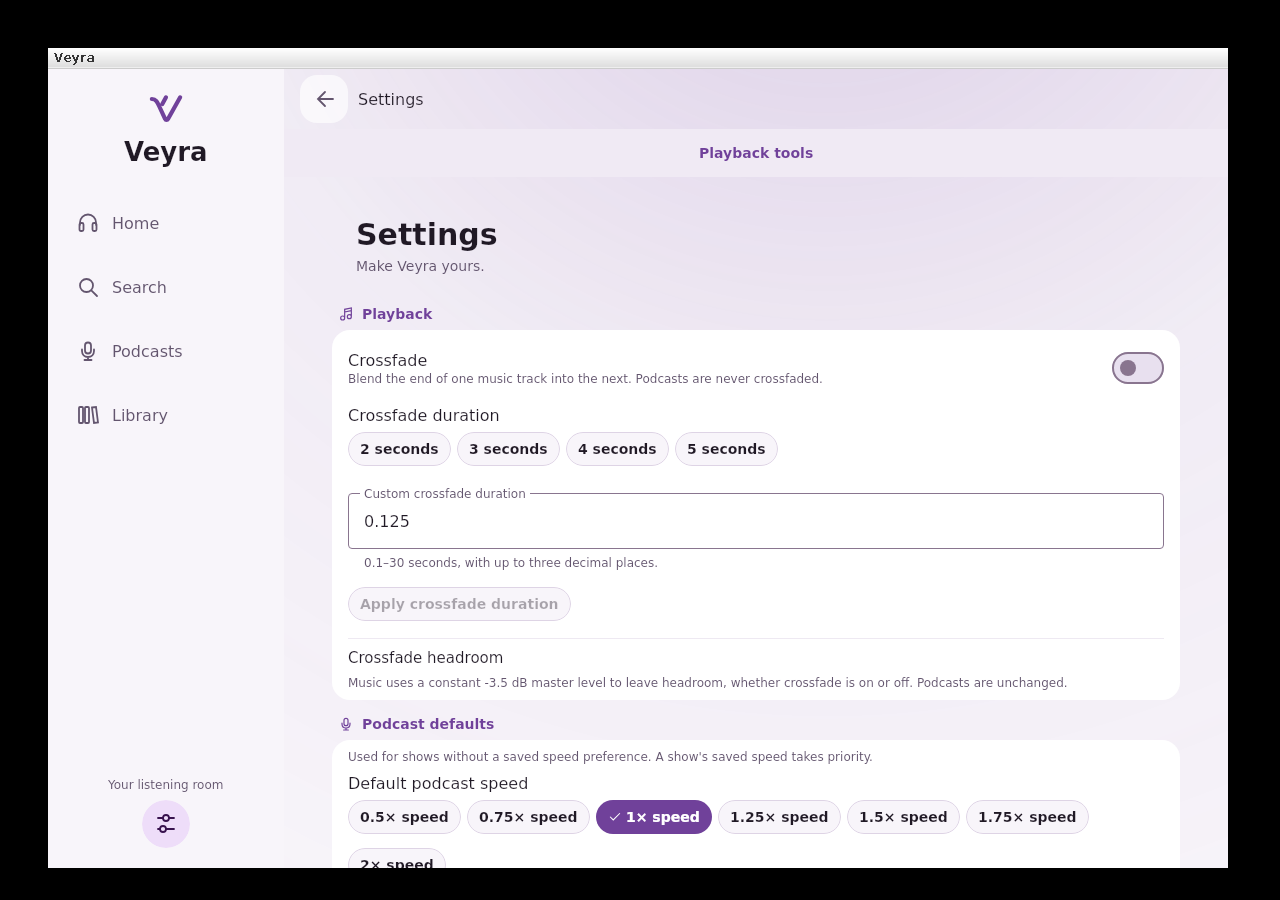 Veyra
Veyra
Home
Search
Podcasts
Library
Your listening room
Settings
Playback tools
Settings
Make Veyra yours.
Playback
Crossfade
Blend the end of one music track into the next. Podcasts are never crossfaded.
Crossfade duration
2 seconds 3 seconds 4 seconds 5 seconds
Custom crossfade duration
0.125
0.1–30 seconds, with up to three decimal places.
Apply crossfade duration
Crossfade headroom
Music uses a constant -3.5 dB master level to leave headroom, whether crossfade is on or off. Podcasts are unchanged.
Podcast defaults
Used for shows without a saved speed preference. A show's saved speed takes priority.
Default podcast speed
0.5× speed 0.75× speed 1× speed 1.25× speed 1.5× speed 1.75× speed
2× speed